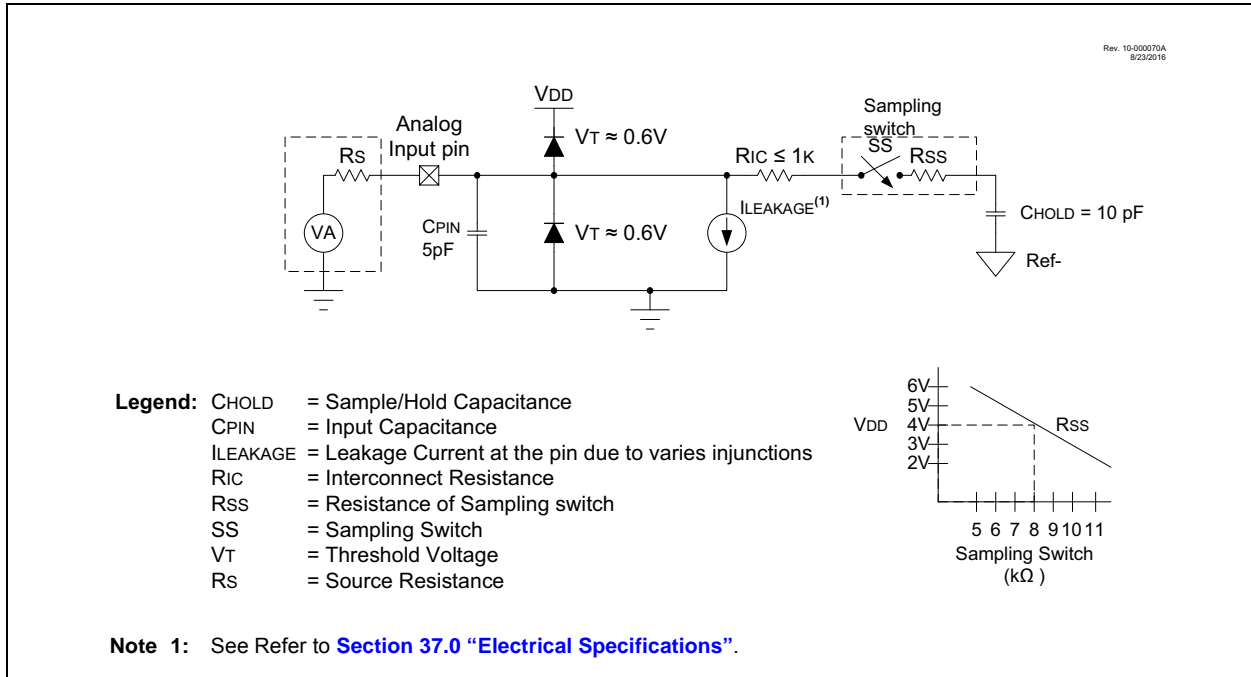 Rev. 10-000070A
8/23/2016
VDD
Sampling
switch
Analog
Input pin
VT ≈ 0.6V
RS
RIC ≤ 1K
SS
RSS
ILEAKAGE(1)
CHOLD = 10 pF
VA
CPIN
5pF
VT ≈ 0.6V
Ref-
Legend: CHOLD = Sample/Hold Capacitance
CPIN = Input Capacitance
ILEAKAGE = Leakage Current at the pin due to varies injunctions
RIC = Interconnect Resistance
RSS = Resistance of Sampling switch
SS = Sampling Switch
VT = Threshold Voltage
RS = Source Resistance
6V
5V
VDD
4V
3V
2V
RSS
5 6 7 8 9 10 11
Sampling Switch
(kΩ )
Note 1: See Refer to Section 37.0 “Electrical Specifications”.